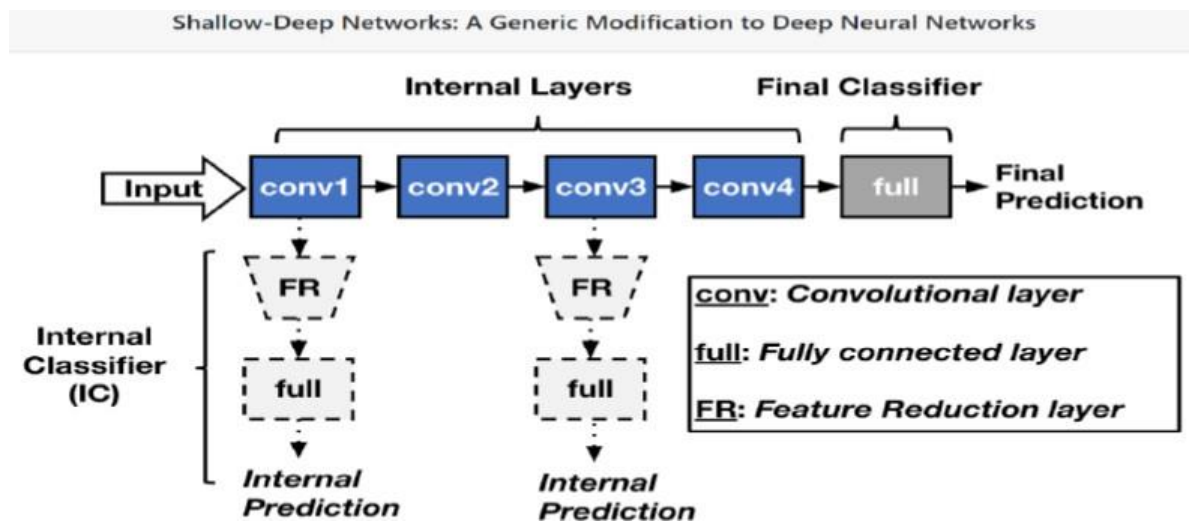 Shallow-Deep Networks: A Generic Modification to Deep Neural Networks
Internal Layers
Final Classifier
Input
conv1
conv2
conv3
conv4
full
Final
Prediction
FR
FR
Internal
Classifier
(IC)
full
full
Internal
Prediction
Internal
Prediction
conv: Convolutional layer
full: Fully connected layer
FR: Feature Reduction layer